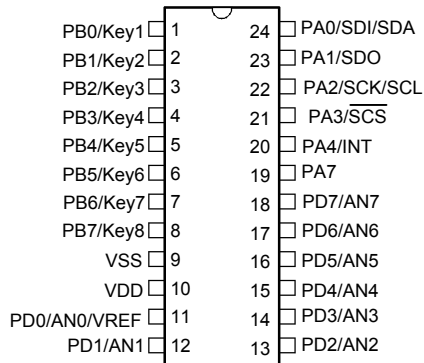 PB0/Key1 1 24 PA0/SDI/SDA
PB1/Key2 2 23 PA1/SDO
PB2/Key3 3 22 PA2/SCK/SCL
PB3/Key4 4 21 PA3/SCS
PB4/Key5 5 20 PA4/INT
PB5/Key6 6 19 PA7
PB6/Key7 7 18 PD7/AN7
PB7/Key8 8 17 PD6/AN6
VSS 9 16 PD5/AN5
VDD 10 15 PD4/AN4
PD0/AN0/VREF 11 14 PD3/AN3
PD1/AN1 12 13 PD2/AN2